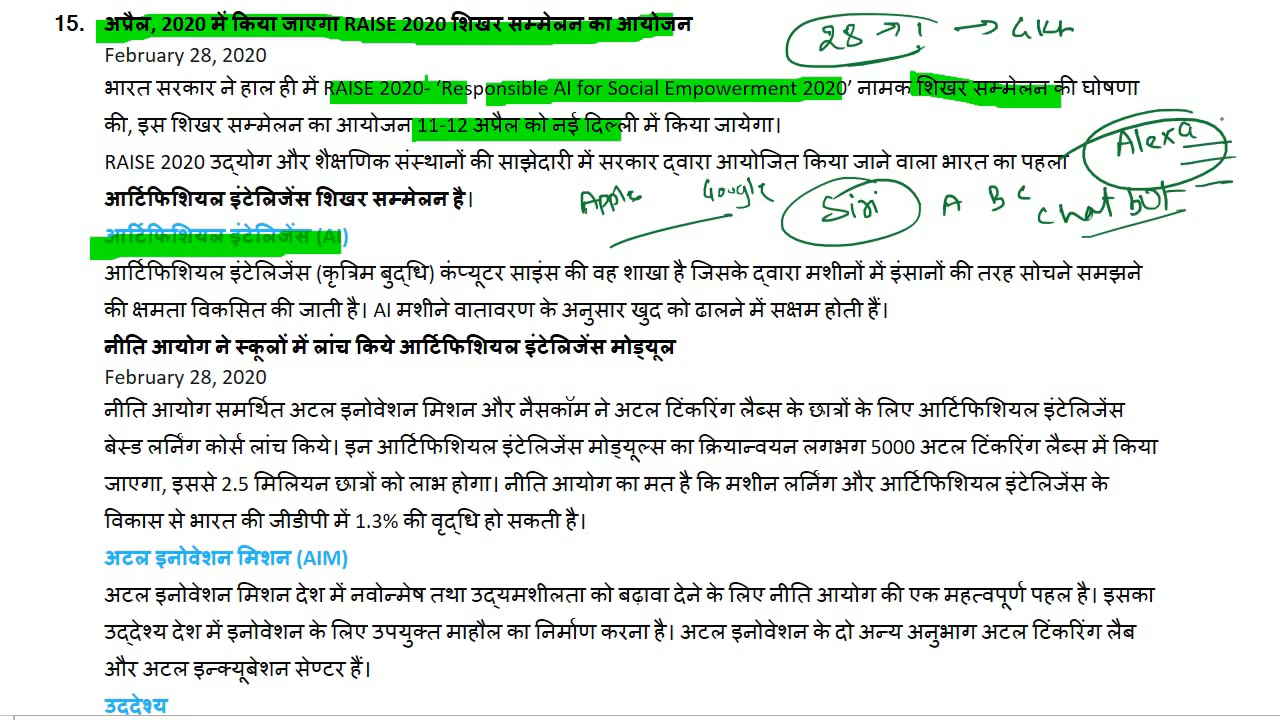 15. अप्रैल, 2020 में किया जाएगा RAISE 2020 शिखर सम्मेलन का आयोजन
28 →
February 28, 2020
भारत सरकार ने हाल ही में RAISE 2020- ‘Responsible AI for Social Empowerment 2020’ नामक शिखर सम्मेलन की घोषणा
की, इस शिखर सम्मेलन का आयोजन 11-12 अप्रैल को नई दिल्ली में किया जायेगा।
Alexa
RAISE 2020 उद्योग और शैक्षणिक संस्थानों की साझेदारी में सरकार द्वारा आयोजित किया जाने वाला भारत का पहला
आर्टिफिशियल इंटेलिजेंस शिखर सम्मेलन है।
Apple Google Siri A B C Chat bot
आर्टिफिशियल इंटेलिजेंस (AI)
आर्टिफिशियल इंटेलिजेंस (कृत्रिम बुद्धि) कंप्यूटर साइंस की वह शाखा है जिसके द्वारा मशीनों में इंसानों की तरह सोचने समझने
की क्षमता विकसित की जाती है। AI मशीने वातावरण के अनुसार खुद को ढालने में सक्षम होती हैं।
नीति आयोग ने स्कूलों में लांच किये आर्टिफिशियल इंटेलिजेंस मोड्यूल
February 28, 2020
नीति आयोग समर्थित अटल इनोवेशन मिशन और नैसकॉम ने अटल टिंकरिंग लैब्स के छात्रों के लिए आर्टिफिशियल इंटेलिजेंस
बेस्ड लर्निंग कोर्स लांच किये। इन आर्टिफिशियल इंटेलिजेंस मोड्यूल्स का क्रियान्वयन लगभग 5000 अटल टिंकरिंग लैब्स में किया
जाएगा, इससे 2.5 मिलियन छात्रों को लाभ होगा। नीति आयोग का मत है कि मशीन लर्निंग और आर्टिफिशियल इंटेलिजेंस के
विकास से भारत की जीडीपी में 1.3% की वृद्धि हो सकती है।
अटल इनोवेशन मिशन (AIM)
अटल इनोवेशन मिशन देश में नवोन्मेष तथा उद्यमशीलता को बढ़ावा देने के लिए नीति आयोग की एक महत्वपूर्ण पहल है। इसका
उद्देश्य देश में इनोवेशन के लिए उपयुक्त माहौल का निर्माण करना है। अटल इनोवेशन के दो अन्य अनुभाग अटल टिंकरिंग लैब
और अटल इन्क्यूबेशन सेण्टर हैं।
उददेश्य